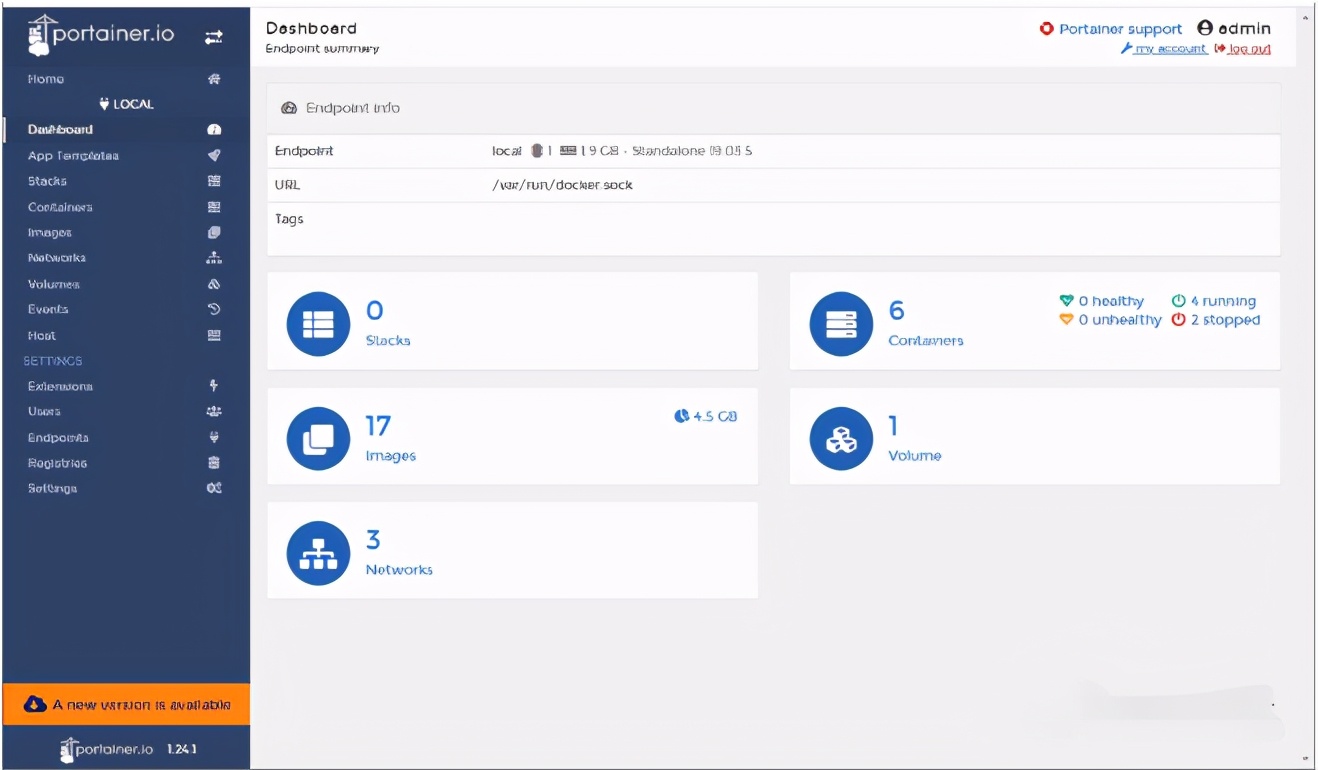 portainer.io
Home
LOCAL
Dashboard
App Templates
Stacks
Containers
Images
Networks
Volumes
Events
Host
SETTINGS
Extensions
Users
Endpoints
Registries
Settings
A new version is available
portainer.io 1.24.1
Dashboard
Endpoint summary
Portainer support admin
my account log out
Endpoint info
Endpoint local 1 1.9 GB - Standalone
URL /var/run/docker.sock
Tags
0
Stacks
6
Containers
0 healthy 4 running
0 unhealthy 2 stopped
17
Images
4.5 GB
1
Volume
3
Networks